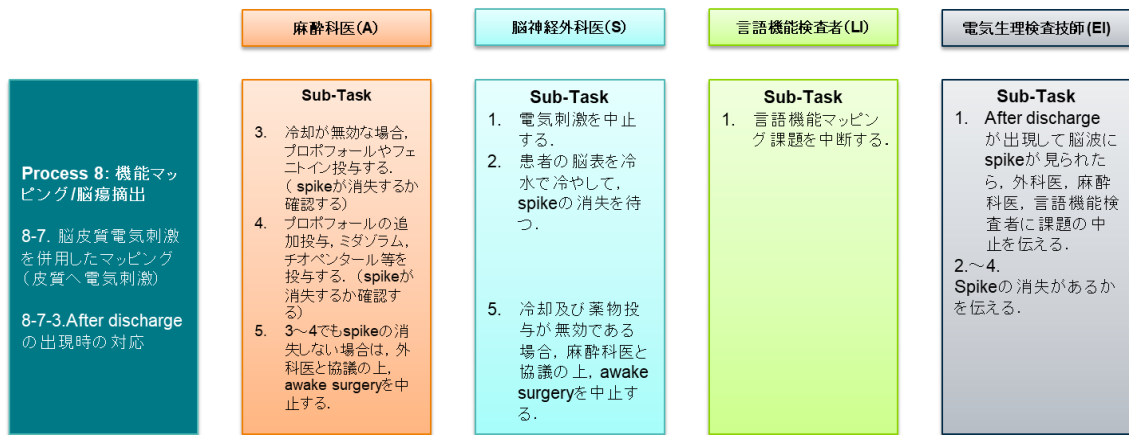 麻酔科医(A)
脳神経外科医(S)
言語機能検査者(LI)
電気生理検査技師(EI)
Process 8: 機能マッ
ピング/脳瘍摘出
8-7. 脳皮質電気刺激
を併用したマッピング
(皮質へ電気刺激)
8-7-3.After discharge
の出現時の対応
Sub-Task
3. 冷却が無効な場合,
プロポフォールやフェ
ニトイン投与する.
( spikeが消失するか
確認する)
4. プロポフォールの追
加投与, ミダゾラム,
チオペンタール等を
投与する. (spikeが
消失するか確認す
る)
5. 3～4でもspikeの消
失しない場合は, 外
科医と協議の上,
awake surgeryを中
止する.
Sub-Task
1. 電気刺激を中止
する.
2. 患者の脳表を冷
水で冷やして,
spikeの消失を待
つ.
5. 冷却及び薬物投
与が無効である
場合, 麻酔科医と
協議の上, awake
surgeryを中止す
る.
Sub-Task
1. 言語機能マッピン
グ課題を中断する.
Sub-Task
1. After discharge
が出現して脳波に
spikeが見られた
ら, 外科医, 麻酔
科医, 言語機能検
査者に課題の中
止を伝える.
2.～4.
Spikeの消失があるか
を伝える.